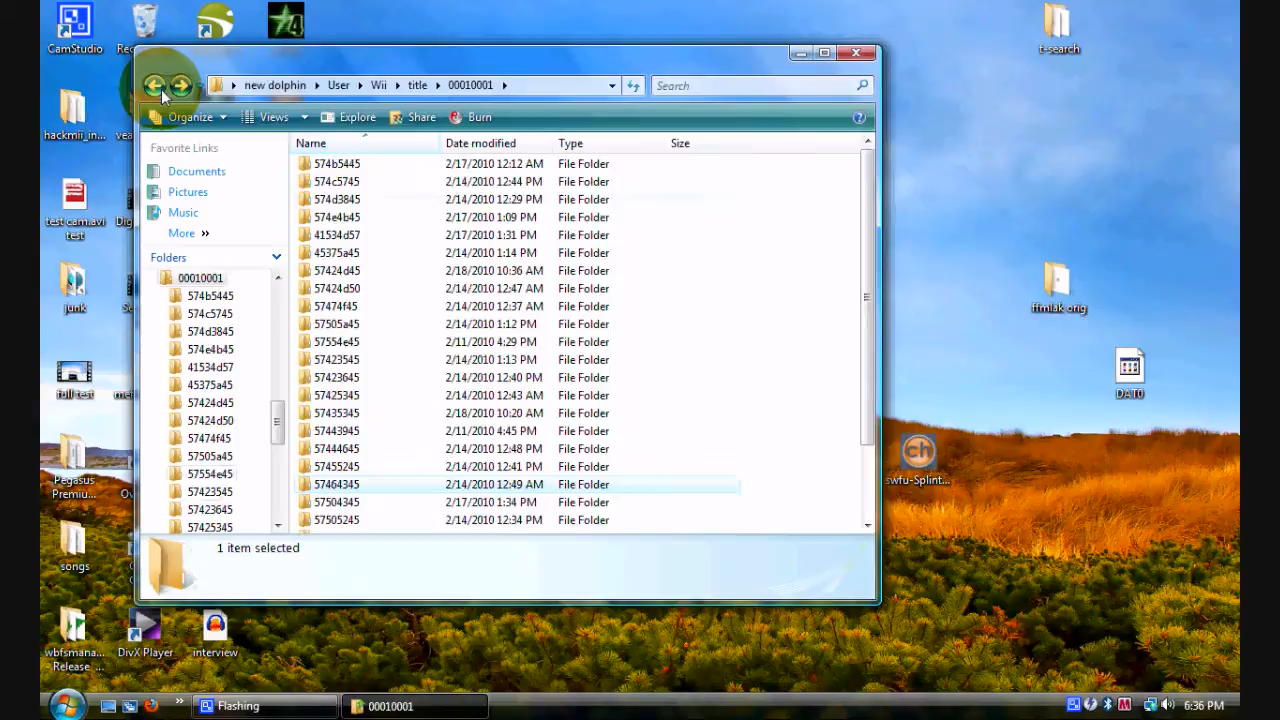 CamStudio
Rec
t-search
new dolphin
User
Wii
title
00010001
Search
Organize
Views
Explore
Share
Burn
hackmii_in...
vea
Favorite Links
Documents
Pictures
Music
More
Folders
Name
Date modified
Type
Size
574b5445 2/17/2010 12:12 AM File Folder
574c5745 2/14/2010 12:44 PM File Folder
574d3845 2/14/2010 12:29 PM File Folder
574e4b45 2/17/2010 1:09 PM File Folder
41534d57 2/17/2010 1:31 PM File Folder
45375a45 2/14/2010 1:14 PM File Folder
57424d45 2/18/2010 10:36 AM File Folder
57424d50 2/14/2010 12:47 AM File Folder
57474f45 2/14/2010 12:37 AM File Folder
57505a45 2/14/2010 1:12 PM File Folder
57554e45 2/11/2010 4:29 PM File Folder
57423545 2/14/2010 1:13 PM File Folder
57423645 2/14/2010 12:40 PM File Folder
57425345 2/14/2010 12:43 AM File Folder
57435345 2/18/2010 10:20 AM File Folder
57443945 2/11/2010 4:45 PM File Folder
57444645 2/14/2010 12:48 PM File Folder
57455245 2/14/2010 12:41 PM File Folder
57464345 2/14/2010 12:49 AM File Folder
57504345 2/17/2010 1:34 PM File Folder
57505245 2/14/2010 12:34 PM File Folder
00010001
574b5445
574c5745
574d3845
574e4b45
41534d57
45375a45
57424d45
57424d50
57474f45
57505a45
57554e45
57423545
57423645
57425345
1 item selected
test cam.avi
test
Dig
junk
full test
Pegasus
Premiu...
songs
wbfsmana...
- Release ...
DivX Player
interview
ffmlak orig
DAT0
ch
swfu-Splint...
Flashing
00010001
6:36 PM